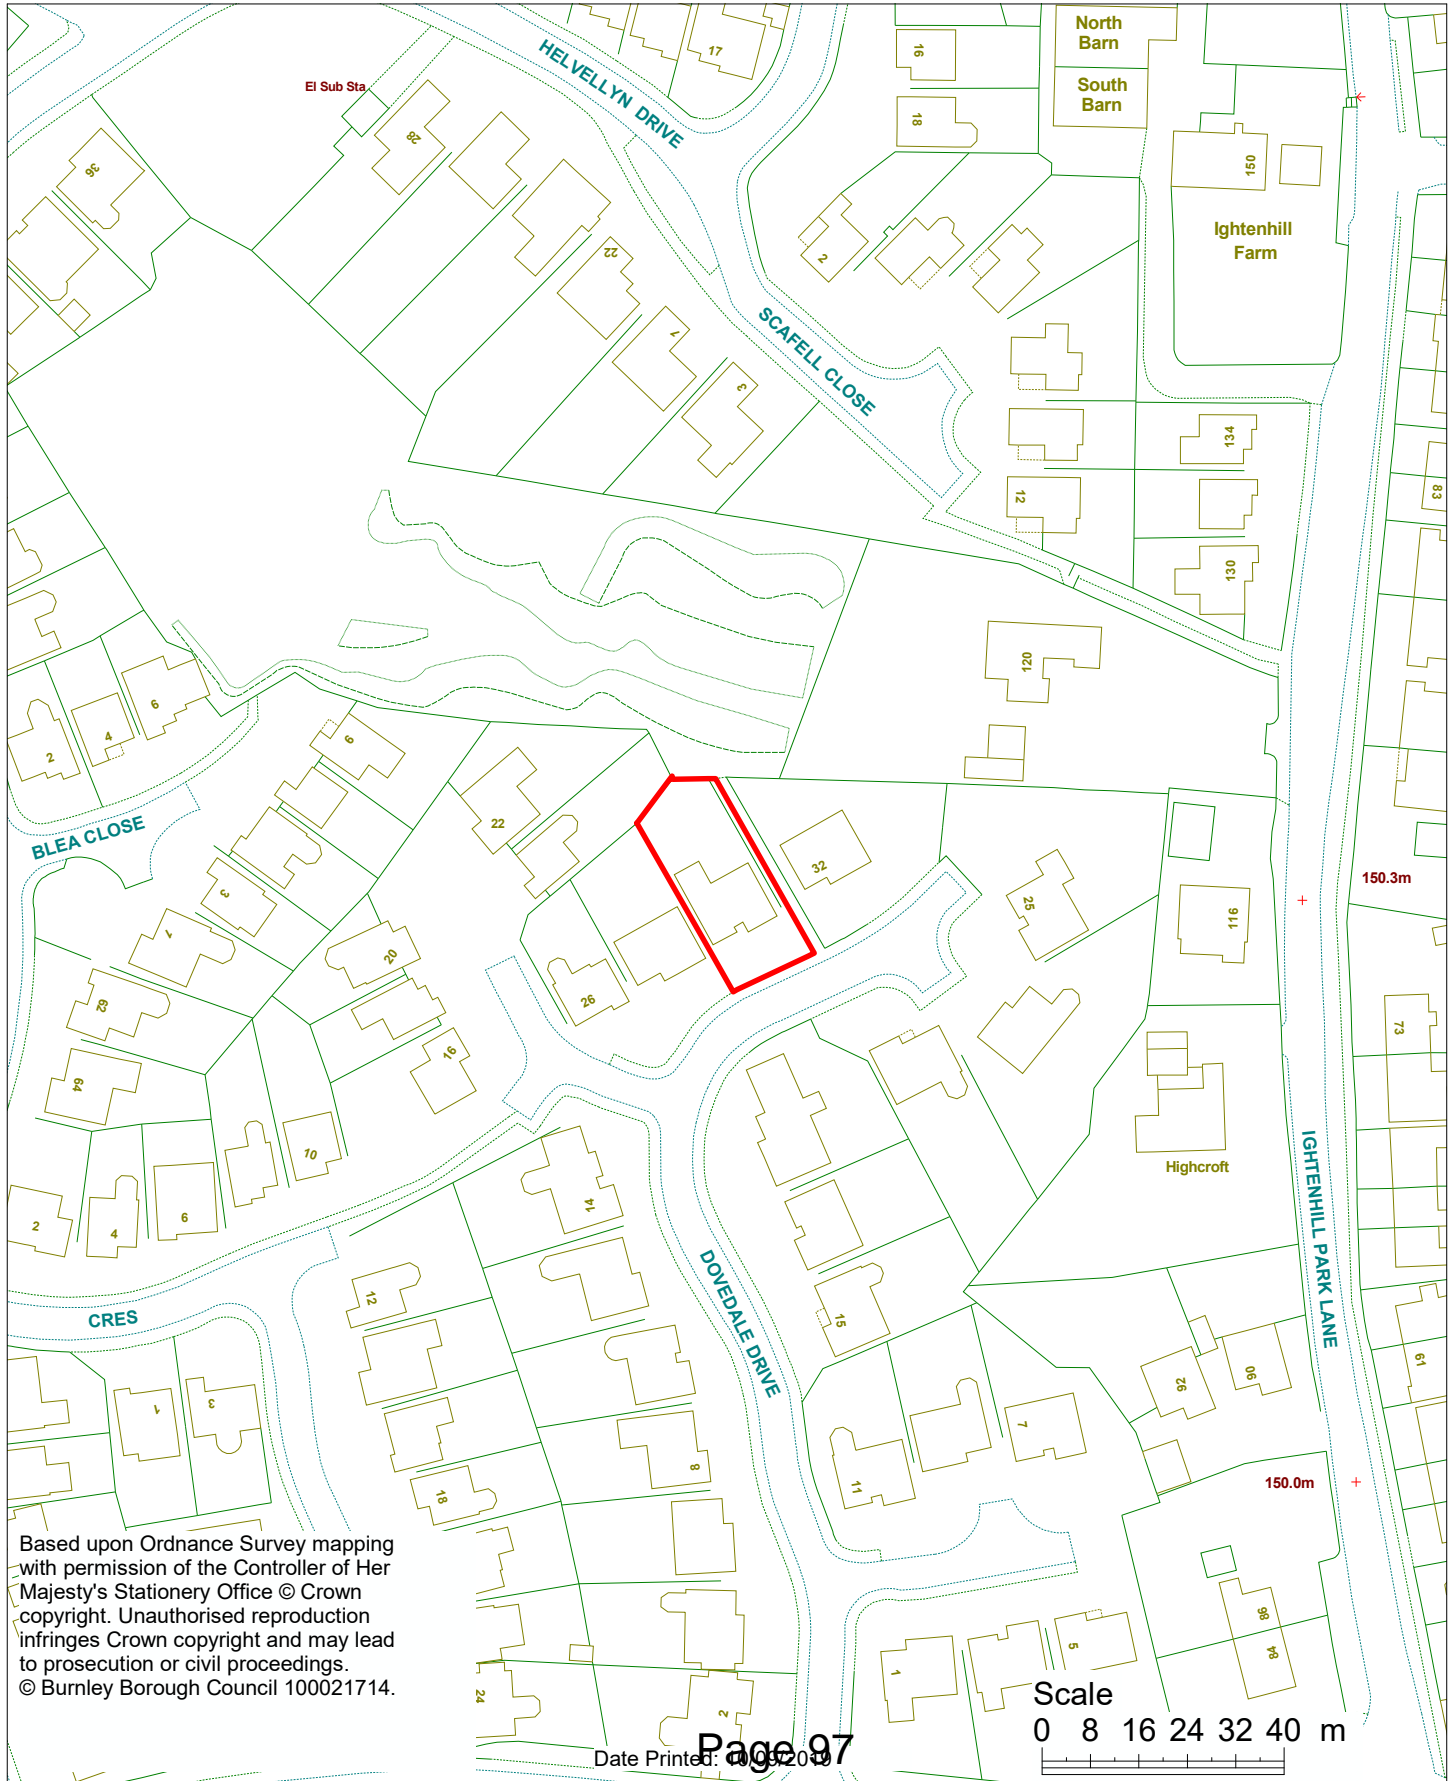 HELVELLYN DRIVE
17
16
North
Barn
South
Barn
18
El Sub Sta
28
36
150
Ightenhill
Farm
2
22
1
SCAFELL CLOSE
3
134
83
12
130
120
6
4
2
9
BLEA CLOSE
22
32
3
25
150.3m
116
1
20
26
62
16
64
73
10
Highcroft
14
2
4
6
IGHTENHILL PARK LANE
DOVEDALE DRIVE
12
CRES
15
61
92
90
1
3
7
8
11
18
150.0m
Based upon Ordnance Survey mapping
with permission of the Controller of Her
Majesty's Stationery Office © Crown
copyright. Unauthorised reproduction
infringes Crown copyright and may lead
to prosecution or civil proceedings.
© Burnley Borough Council 100021714.
86
84
5
1
24
2
Scale
0 8 16 24 32 40 m
Page 97
Date Printed: 10/09/2019